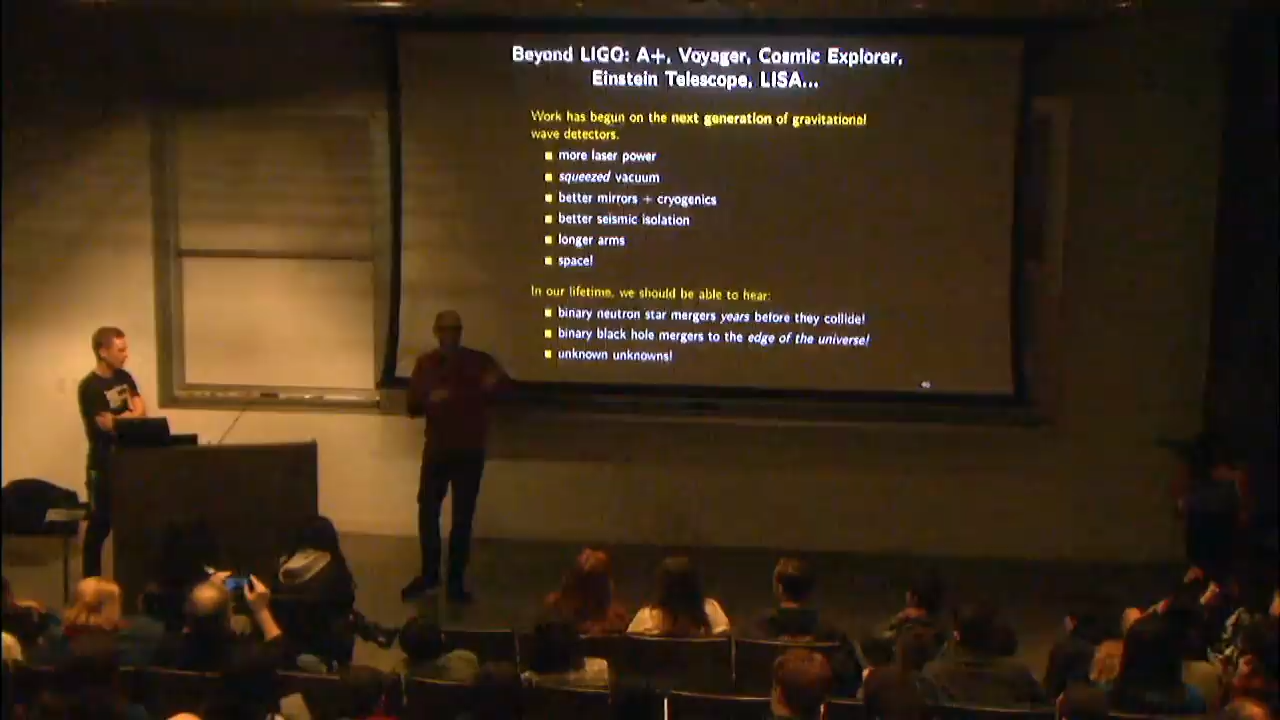 Beyond LIGO: A+, Voyager, Cosmic Explorer,
Einstein Telescope, LISA...
Work has begun on the next generation of gravitational
wave detectors.
more laser power
squeezed vacuum
better mirrors + cryogenics
better seismic isolation
longer arms
space!
In our lifetime, we should be able to hear:
binary neutron star mergers years before they collide!
binary black hole mergers to the edge of the universe!
unknown unknowns!